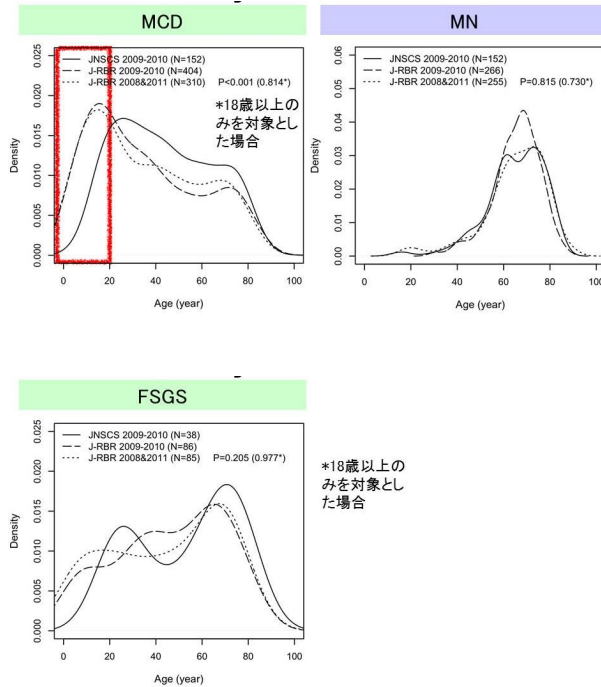 MCD
0.000 0.005 0.010 0.015 0.020 0.025
Density
JNSCS 2009-2010 (N=152)
J-RBR 2009-2010 (N=404)
J-RBR 2008&2011 (N=310) P<0.001 (0.814*)
*18歳以上の
みを対象とし
た場合
0 20 40 60 80 100
Age (year)
MN
0.00 0.01 0.02 0.03 0.04 0.05 0.06
Density
JNSCS 2009-2010 (N=152)
J-RBR 2009-2010 (N=266)
J-RBR 2008&2011 (N=255) P=0.815 (0.730*)
0 20 40 60 80 100
Age (year)
FSGS
0.000 0.005 0.010 0.015 0.020 0.025
Density
JNSCS 2009-2010 (N=38)
J-RBR 2009-2010 (N=86)
J-RBR 2008&2011 (N=85) P=0.205 (0.977*)
0 20 40 60 80 100
Age (year)
*18歳以上の
みを対象とし
た場合